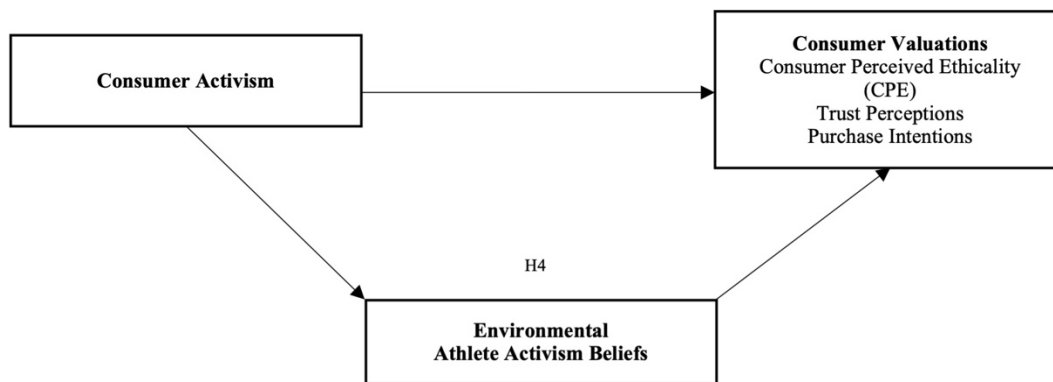 Consumer Activism
Consumer Valuations
Consumer Perceived Ethicality
(CPE)
Trust Perceptions
Purchase Intentions
H4
Environmental
Athlete Activism Beliefs